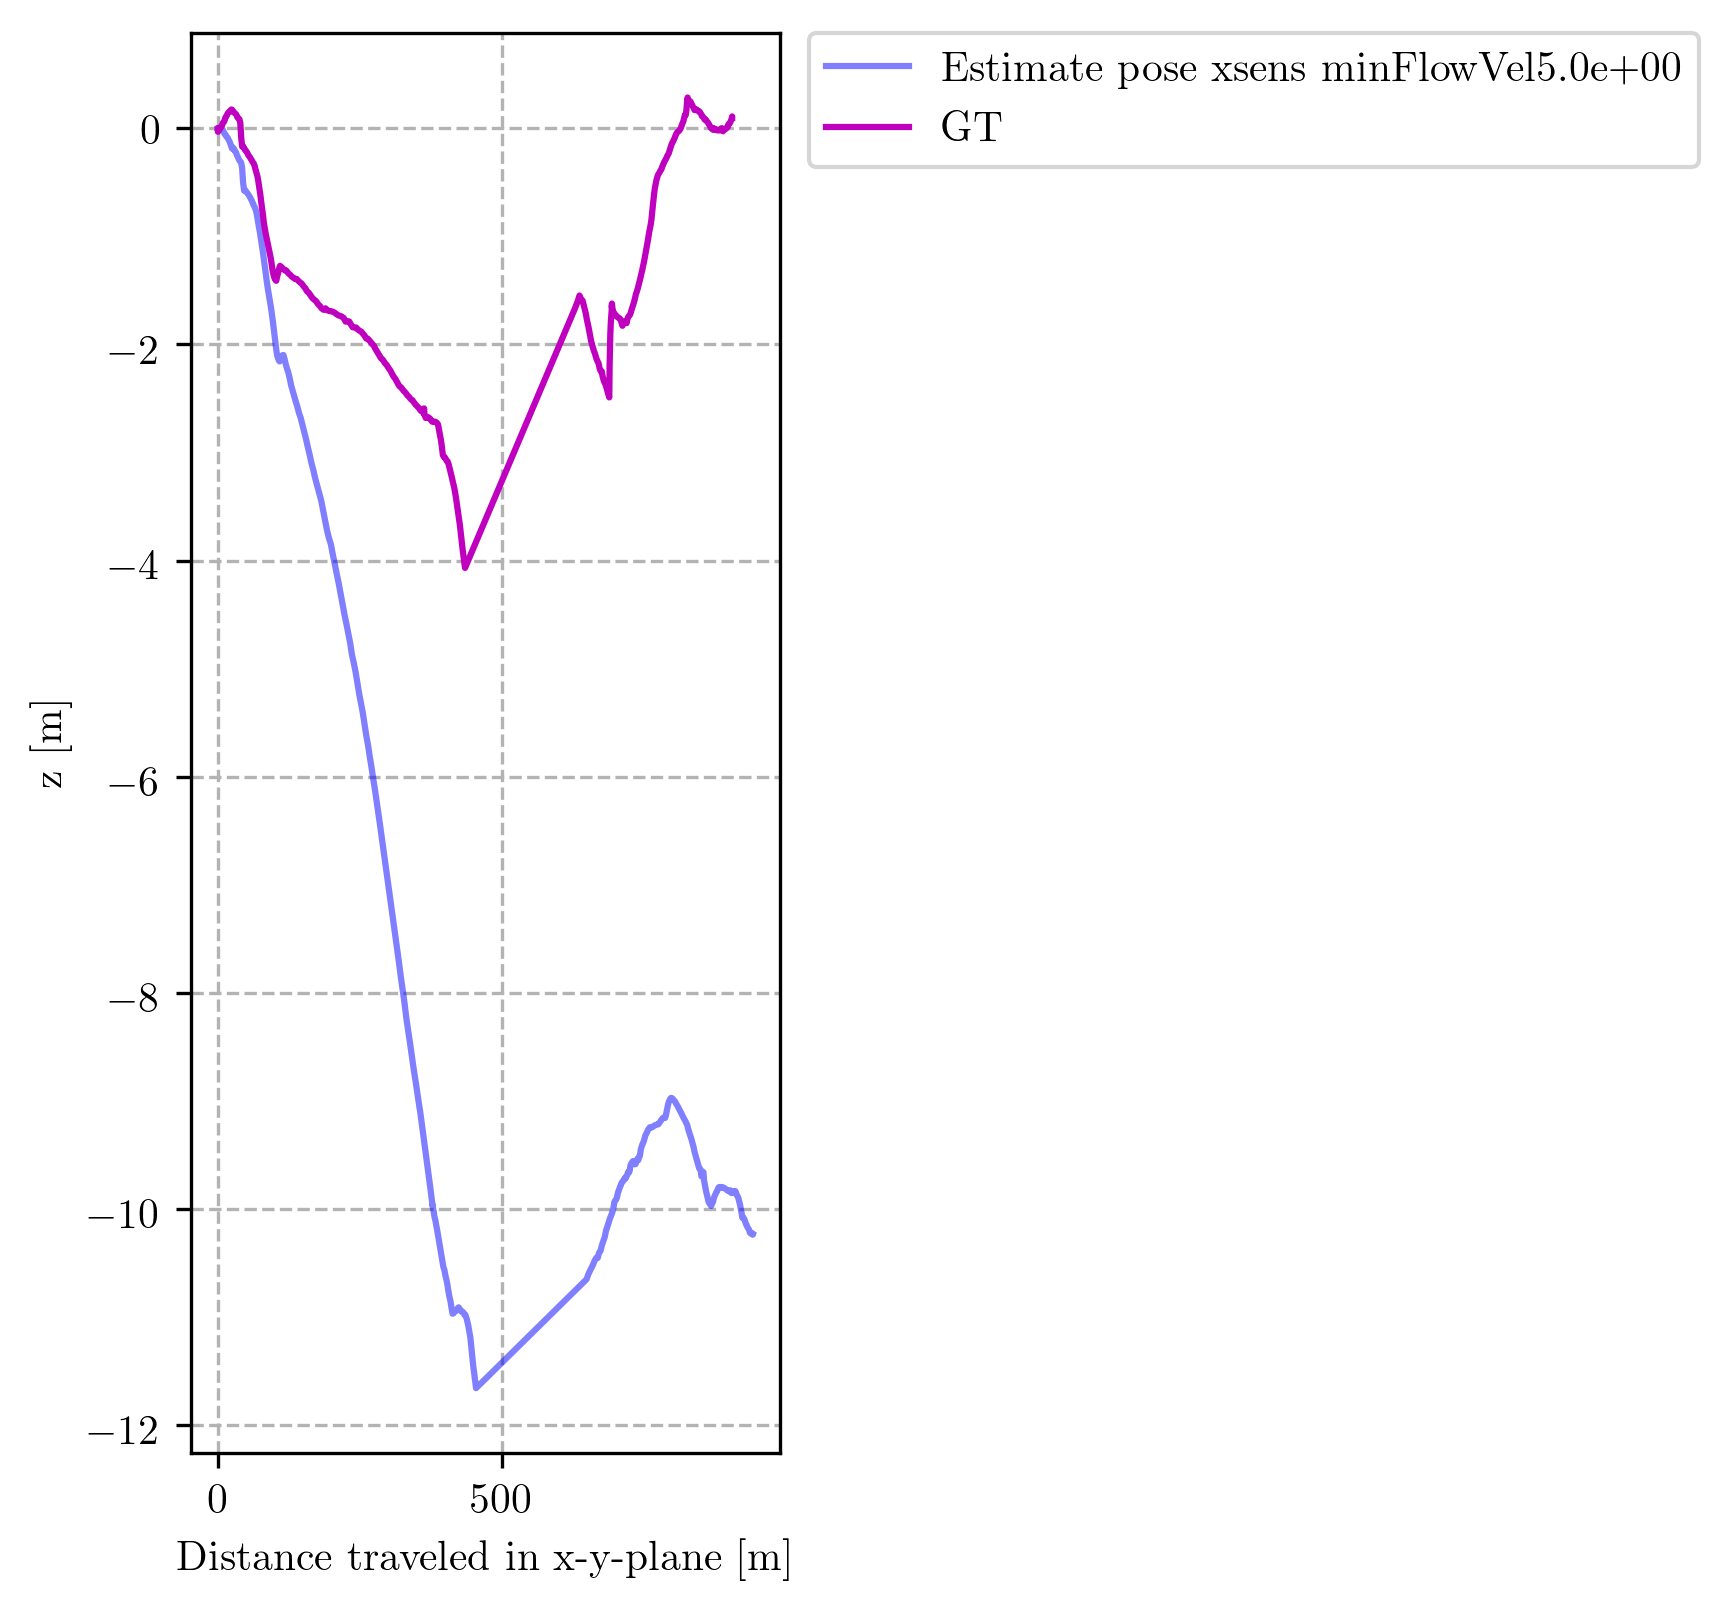 Estimate pose xsens minFlowVel5.0e+00
GT
0
−2
−4
−6
−8
−10
−12
z [m]
0 500
Distance traveled in x-y-plane [m]